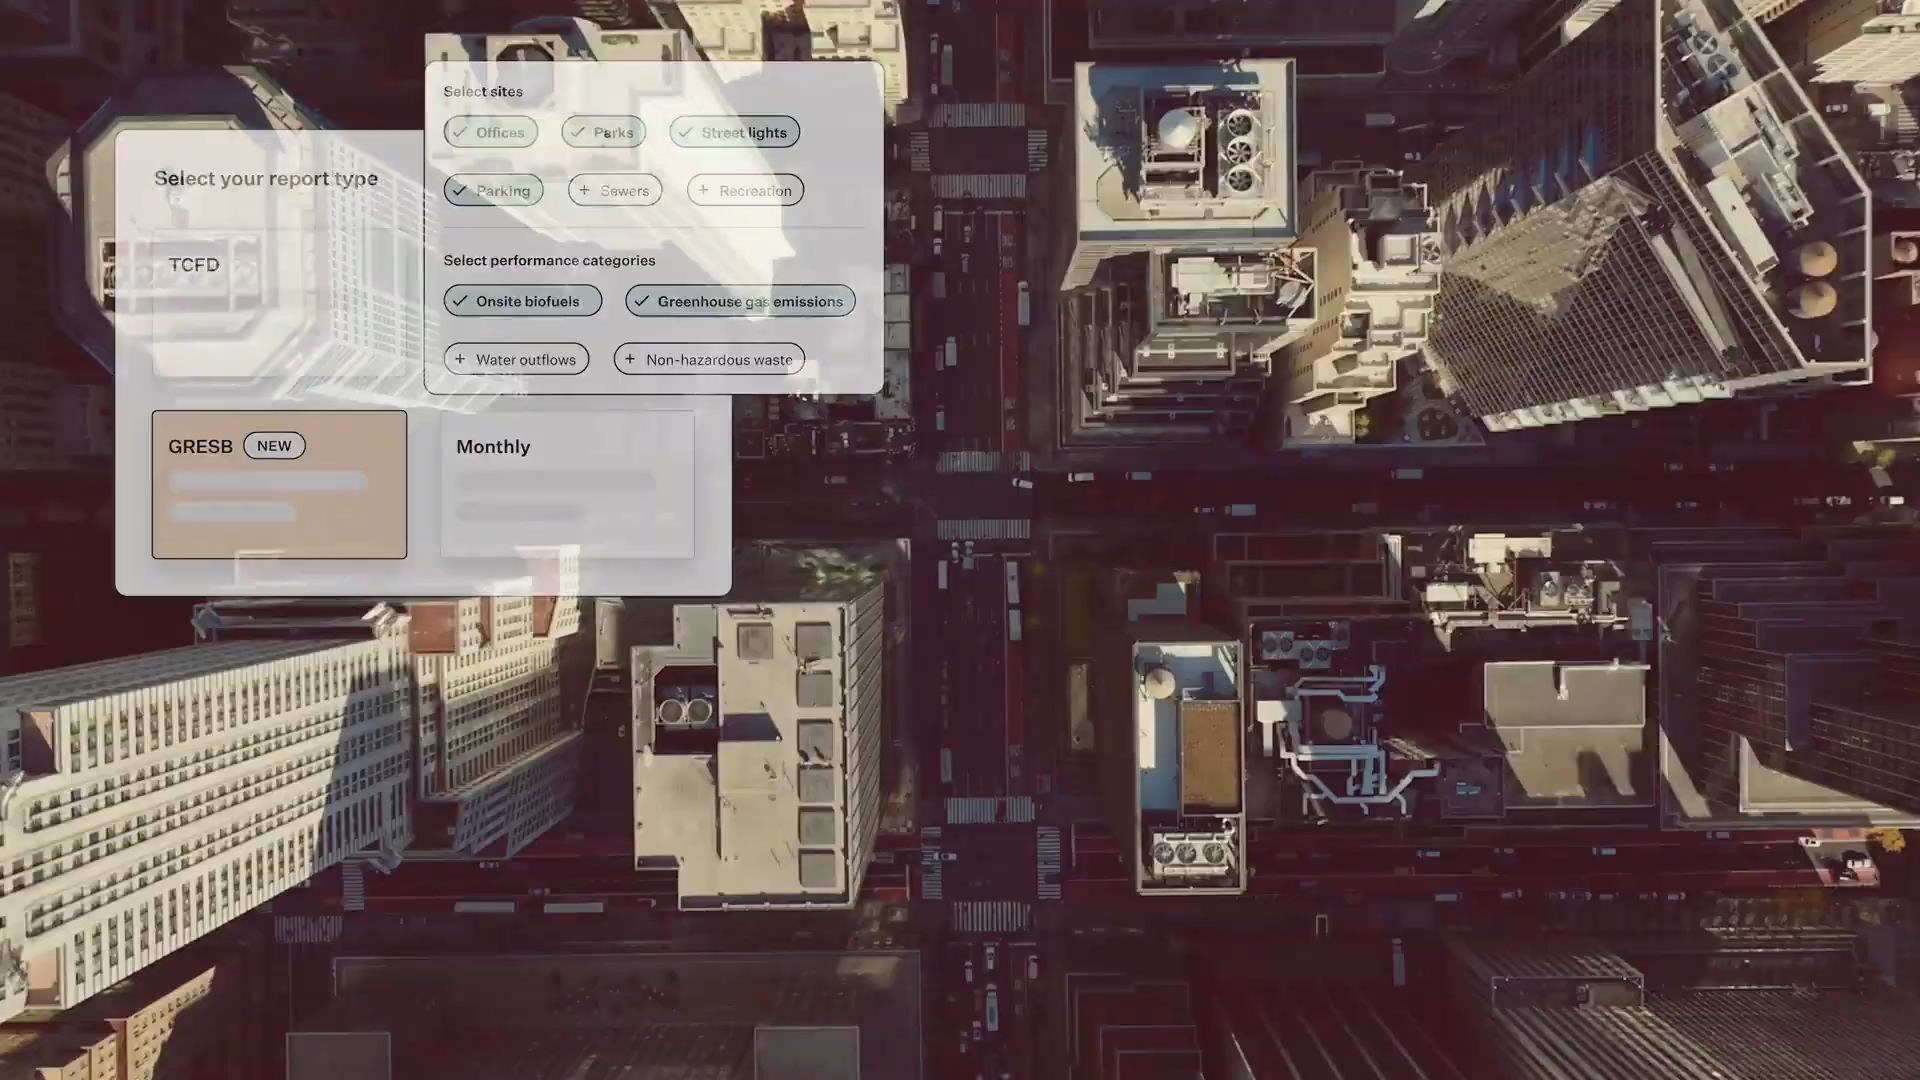 Select sites
Offices Parks Street lights
Parking Sewers Recreation
Select performance categories
Onsite biofuels Greenhouse gas emissions
Water outflows Non-hazardous waste
Select your report type
TCFD
GRESB NEW
Monthly